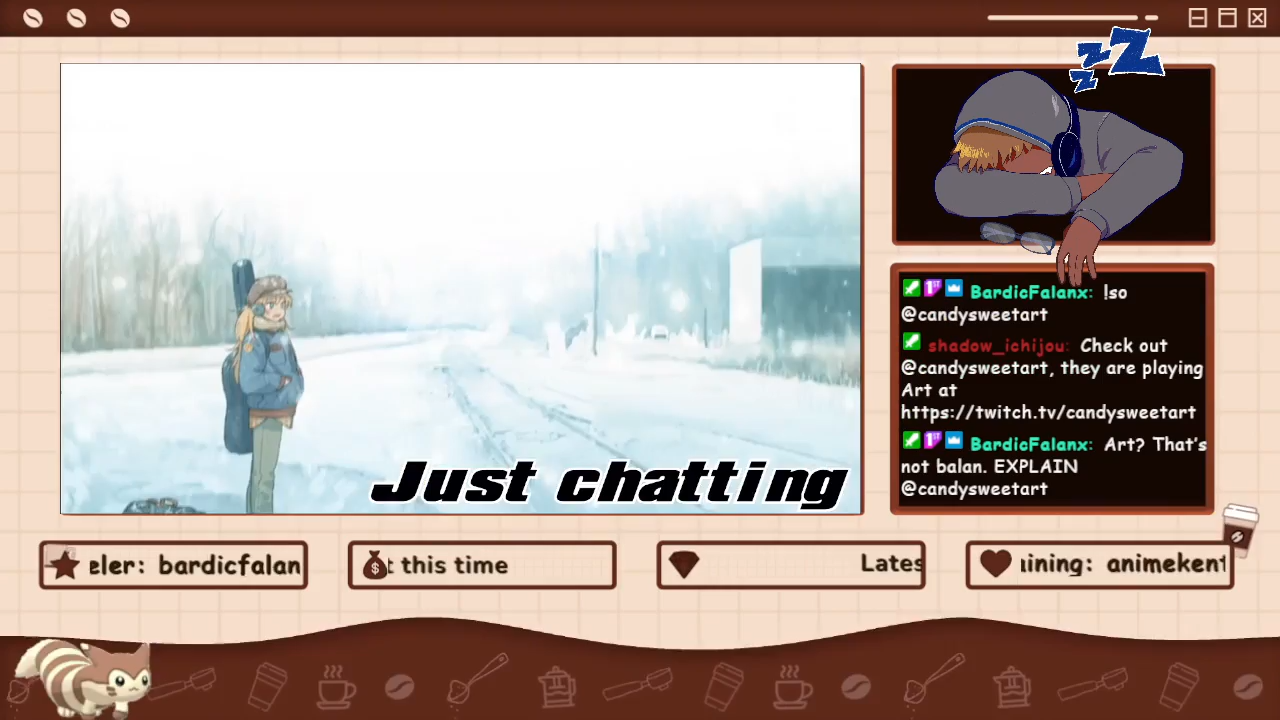 zzZ
BardicFalanx: !so
@candysweetart
shadow_ichijou: Check out
@candysweetart, they are playing
Art at
https://twitch.tv/candysweetart
BardicFalanx: Art? That's
not balan. EXPLAIN
@candysweetart
Just chatting
eler: bardicfalan
t this time
Lates
ining: animekent